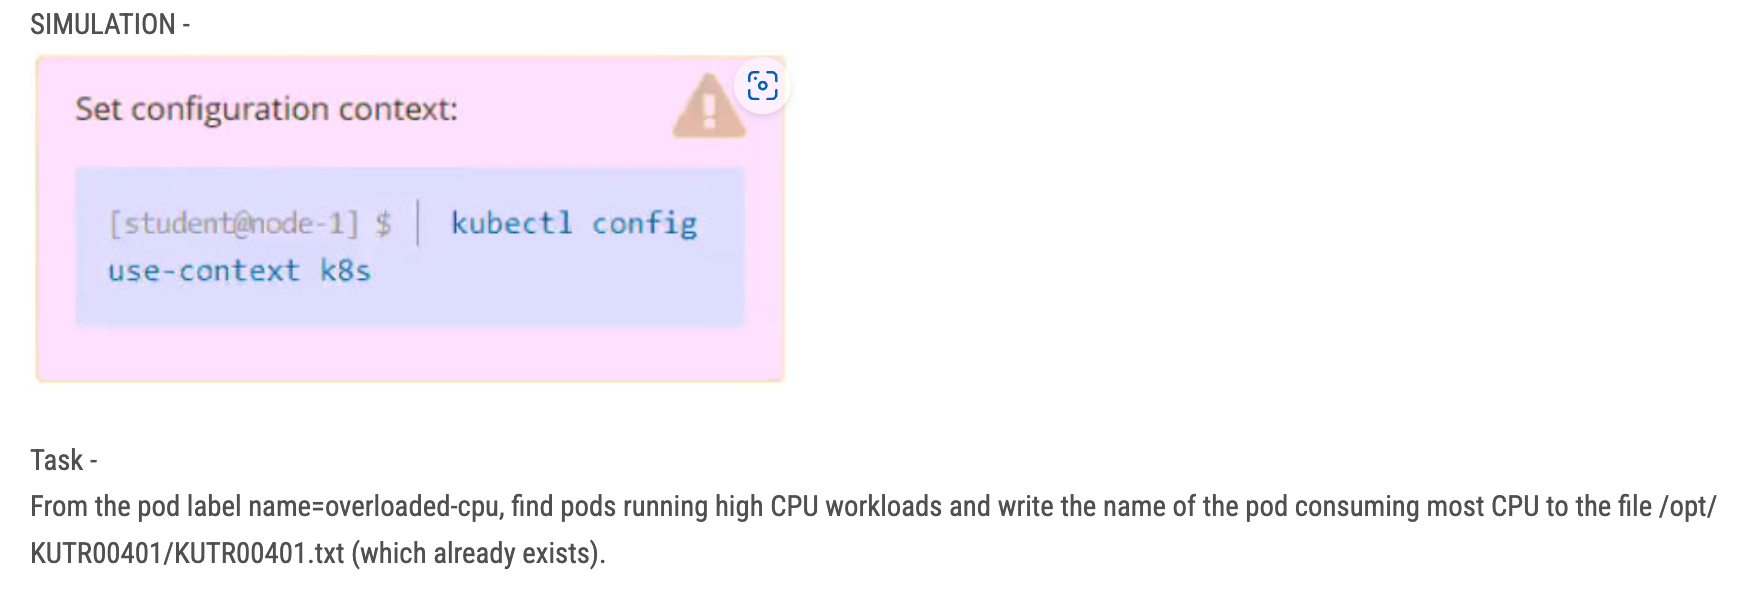 SIMULATION -
Set configuration context:
[student@node-1] $ | kubectl config
use-context k8s
Task -
From the pod label name=overloaded-cpu, find pods running high CPU workloads and write the name of the pod consuming most CPU to the file /opt/
KUTR00401/KUTR00401.txt (which already exists).